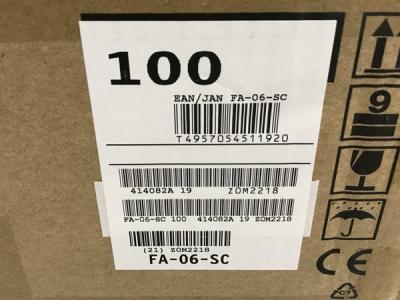 100
EAN/JAN FA-06-SC
T4957054511920
414082A 19 ZOM2218
FA-06-SC 100 414082A 19 ZOM2218
(21) ZOM2218
FA-06-SC
9
CE